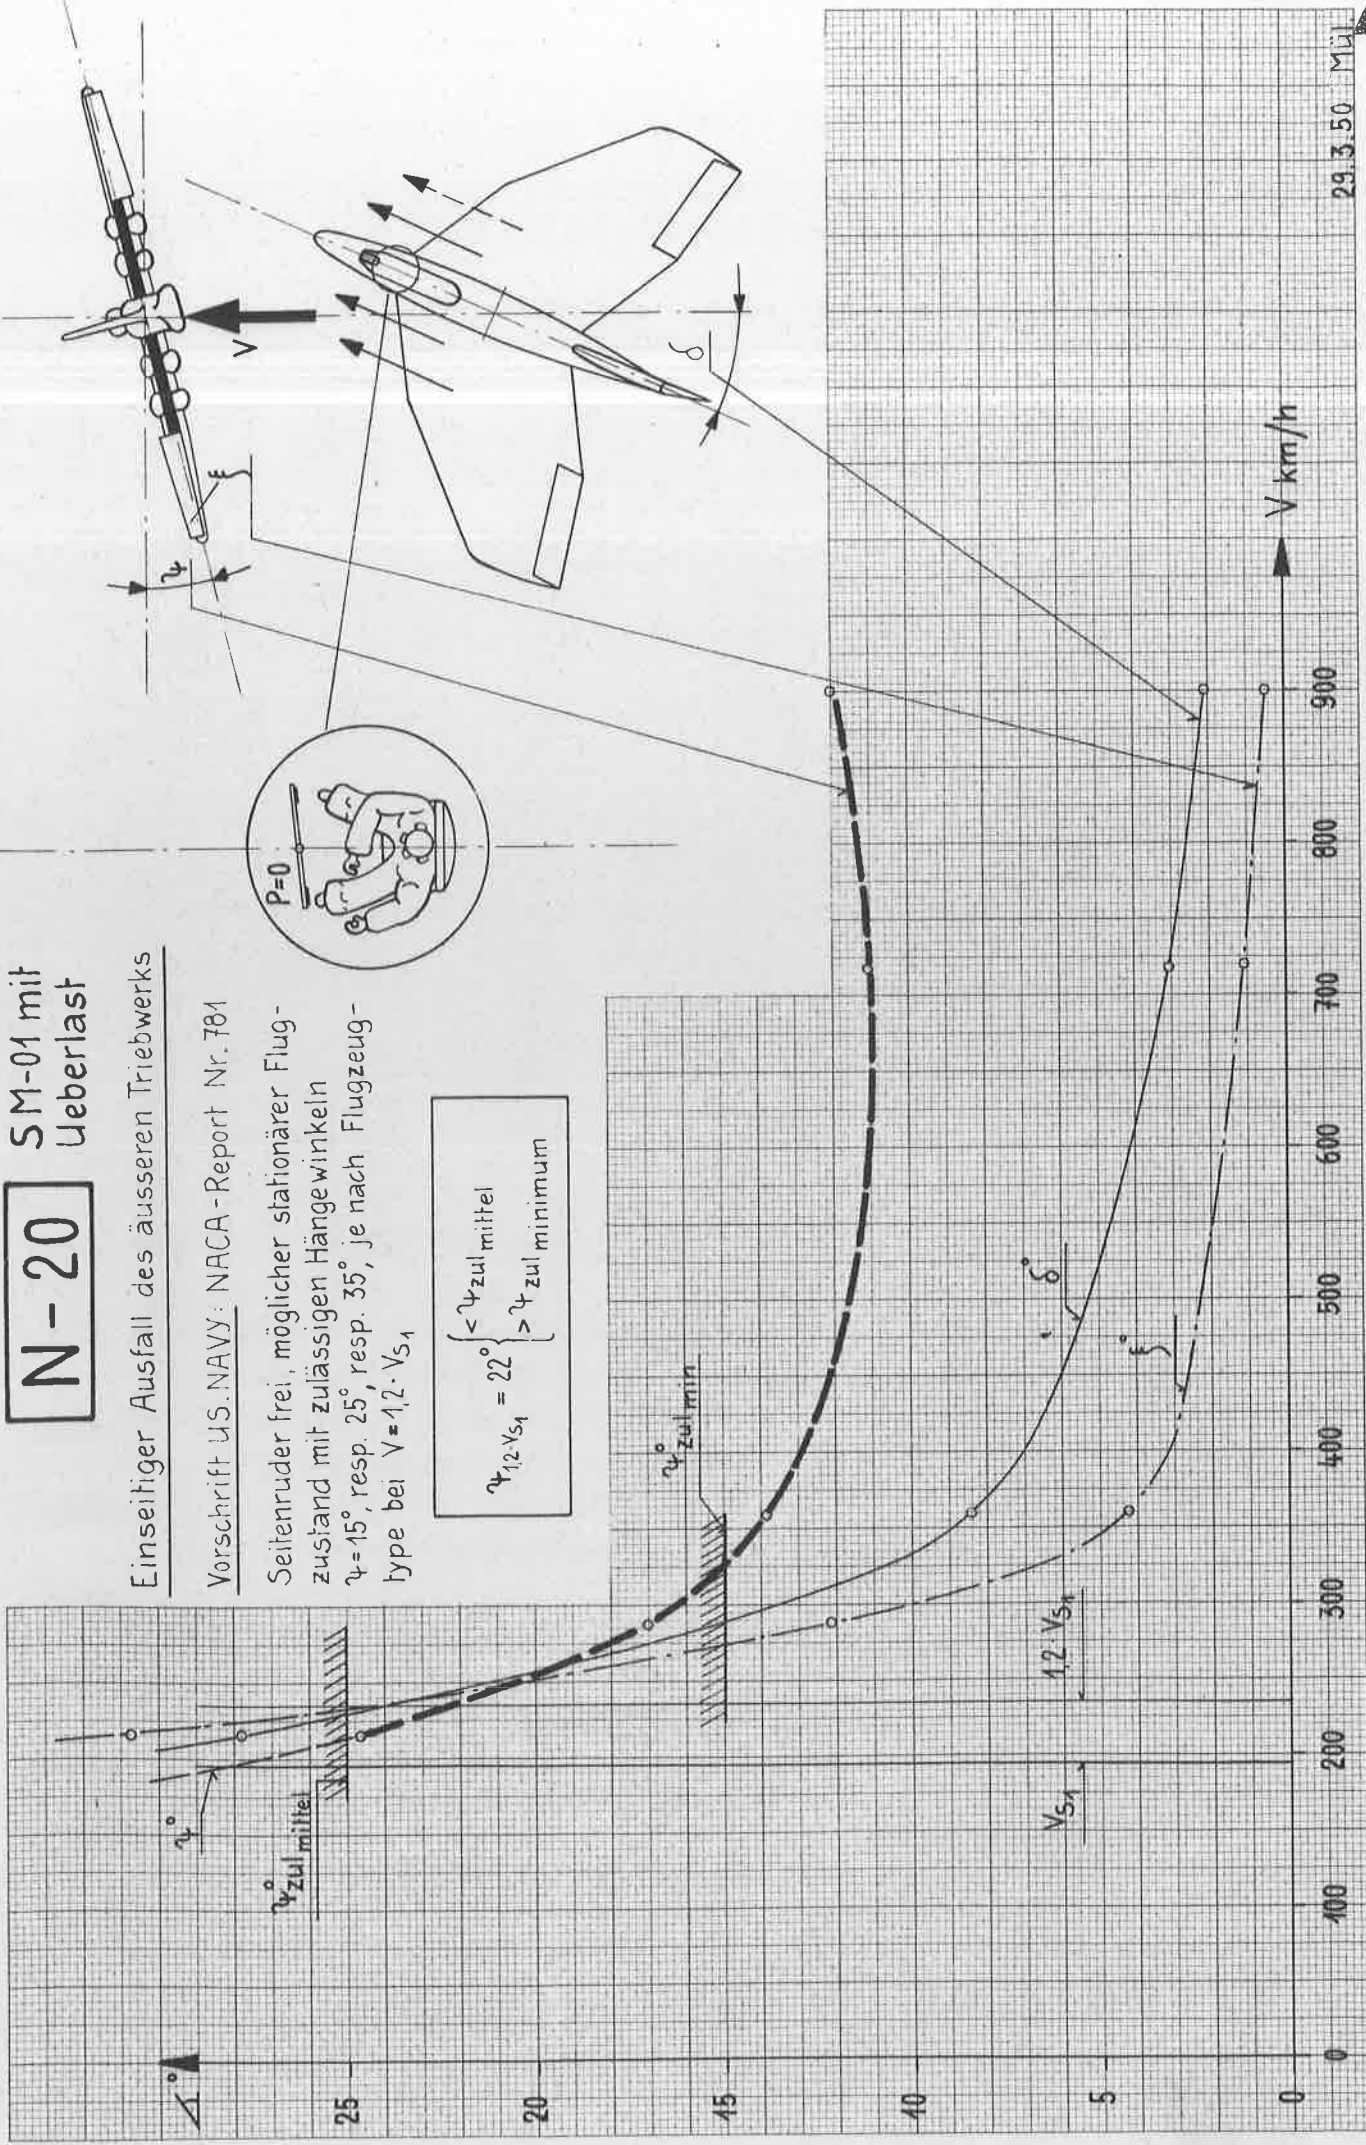 N-20
SM-01 mit
Ueberlast
Einseitiger Ausfall des äusseren Triebwerks
Vorschrift US.NAVY: NACA-Report Nr. 781
Seitenruder frei, möglicher stationärer Flug-
zustand mit zulässigen Hängewinkeln
ψ=15°, resp. 25°, resp. 35°, je nach Flugzeug-
type bei V=1,2·Vs1
ψ1,2·Vs1 = 22° { < ψzul mittel
} > ψzul minimum
P=0
ψ
ξ
V
δ
∡°
ψ°
ψ°zul mittel
ψ°zul min
δ°
ξ°
Vs1
1,2·Vs1
25
20
15
10
5
0
0
100
200
300
400
500
600
700
800
900
V km/h
29.3.50 Mül.